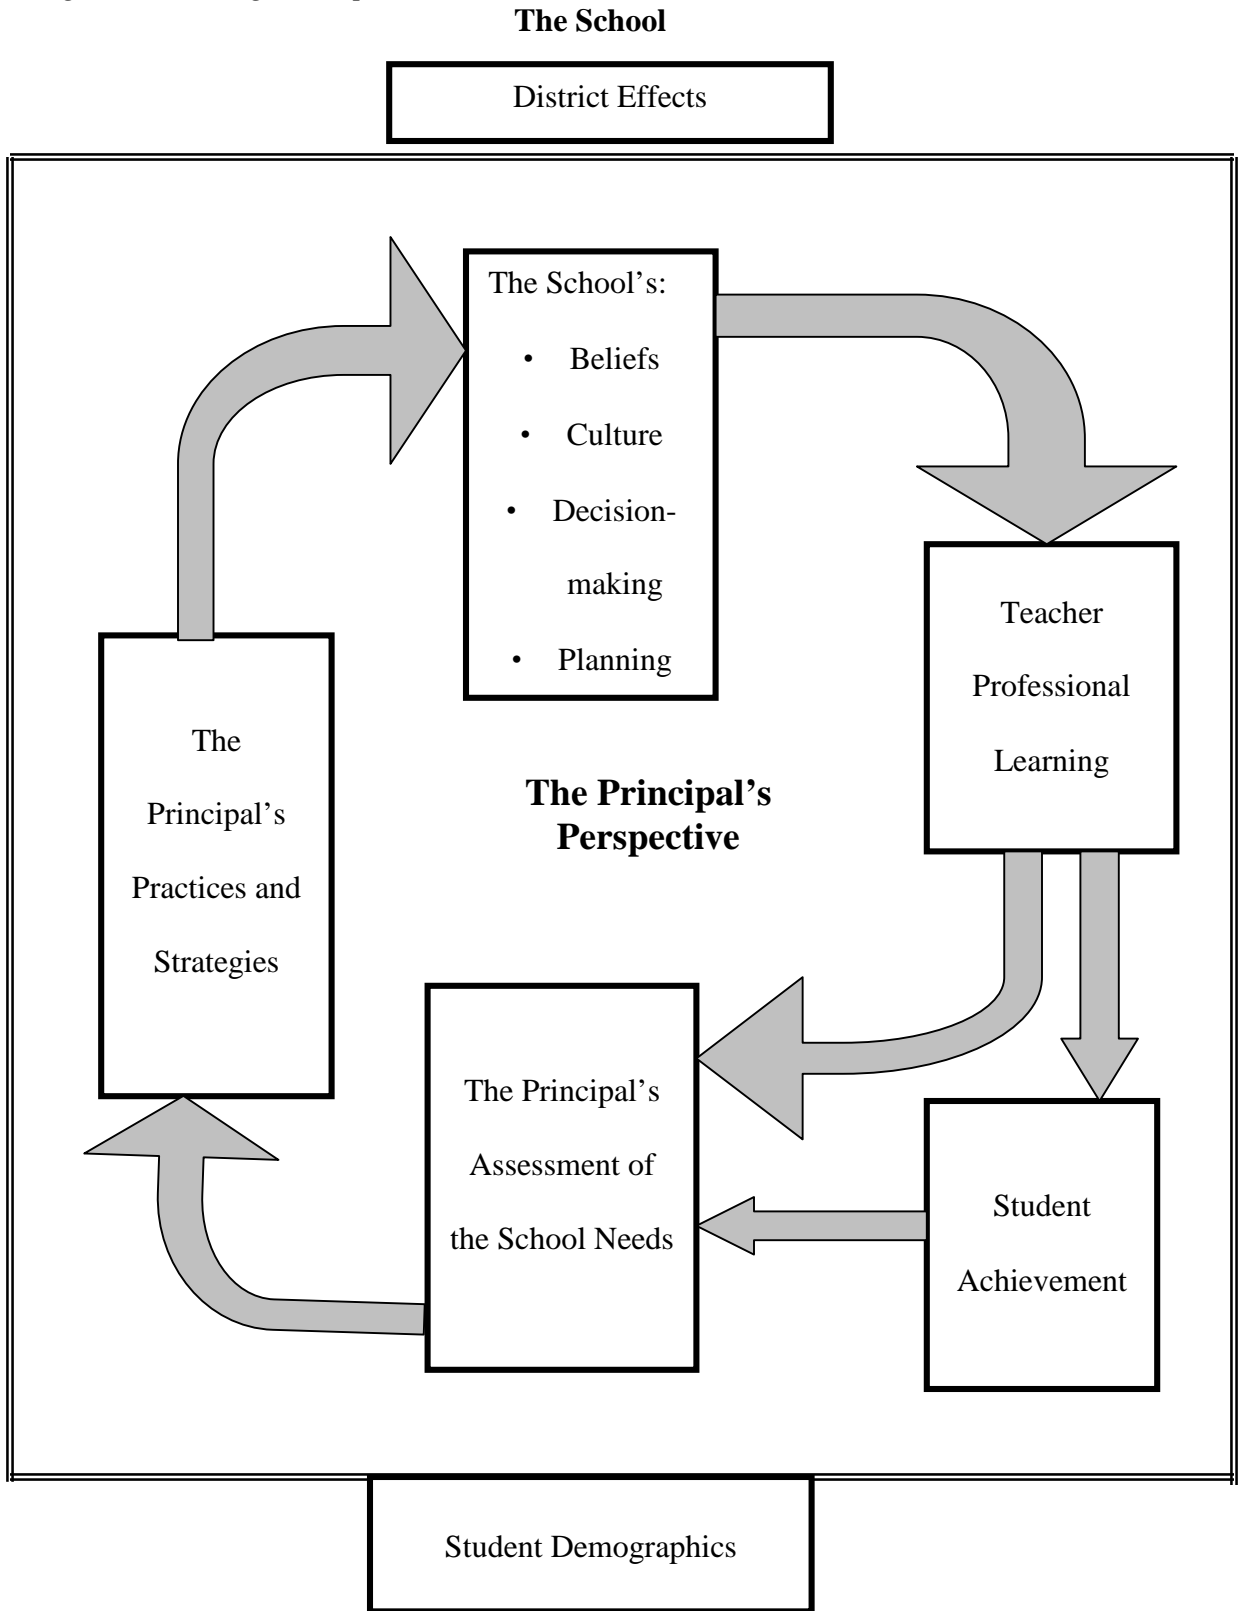 The School
District Effects
The School's:
• Beliefs
• Culture
• Decision-
making
• Planning
Teacher
Professional
Learning
The
Principal's
Practices and
Strategies
The Principal's
Perspective
The Principal's
Assessment of
the School Needs
Student
Achievement
Student Demographics